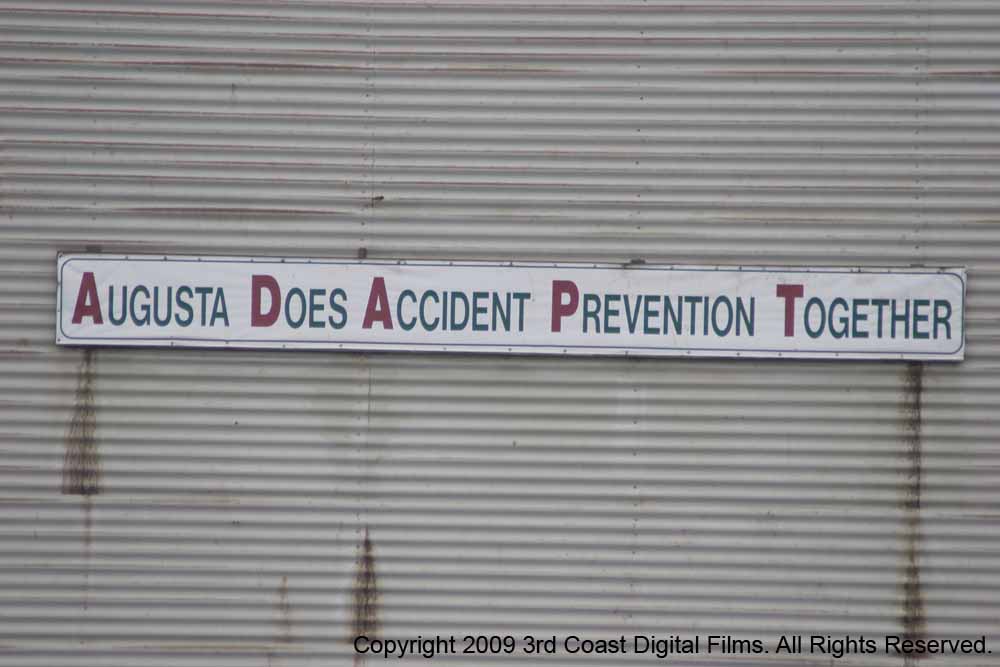 AUGUSTA DOES ACCIDENT PREVENTION TOGETHER
Copyright 2009 3rd Coast Digital Films. All Rights Reserved.